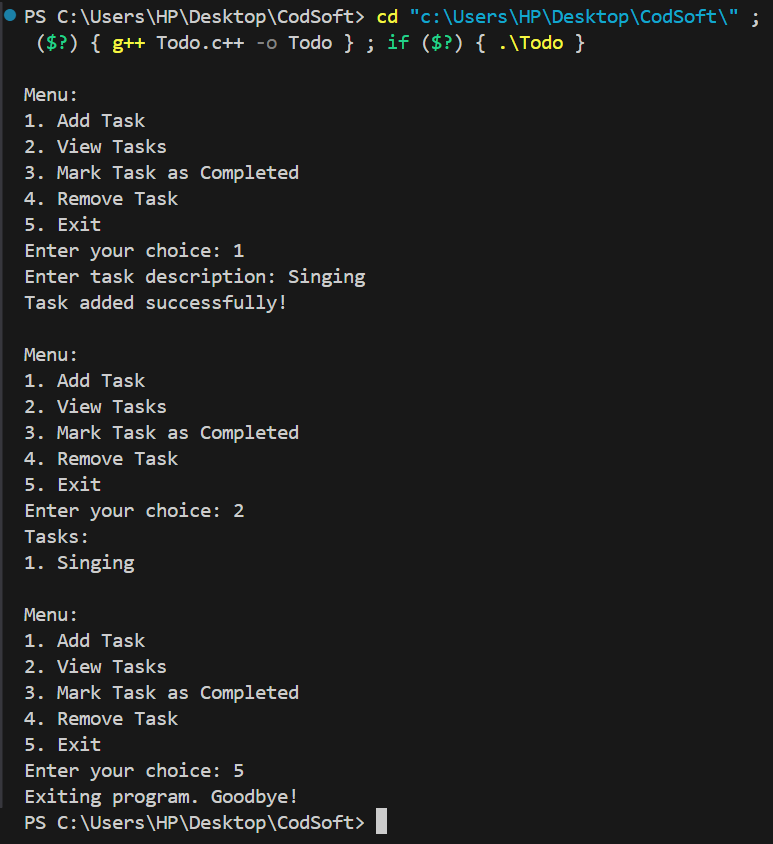 PS C:\Users\HP\Desktop\CodSoft> cd "c:\Users\HP\Desktop\CodSoft\" ;
($?) { g++ Todo.c++ -o Todo } ; if ($?) { .\Todo }
Menu:
1. Add Task
2. View Tasks
3. Mark Task as Completed
4. Remove Task
5. Exit
Enter your choice: 1
Enter task description: Singing
Task added successfully!
Menu:
1. Add Task
2. View Tasks
3. Mark Task as Completed
4. Remove Task
5. Exit
Enter your choice: 2
Tasks:
1. Singing
Menu:
1. Add Task
2. View Tasks
3. Mark Task as Completed
4. Remove Task
5. Exit
Enter your choice: 5
Exiting program. Goodbye!
PS C:\Users\HP\Desktop\CodSoft>